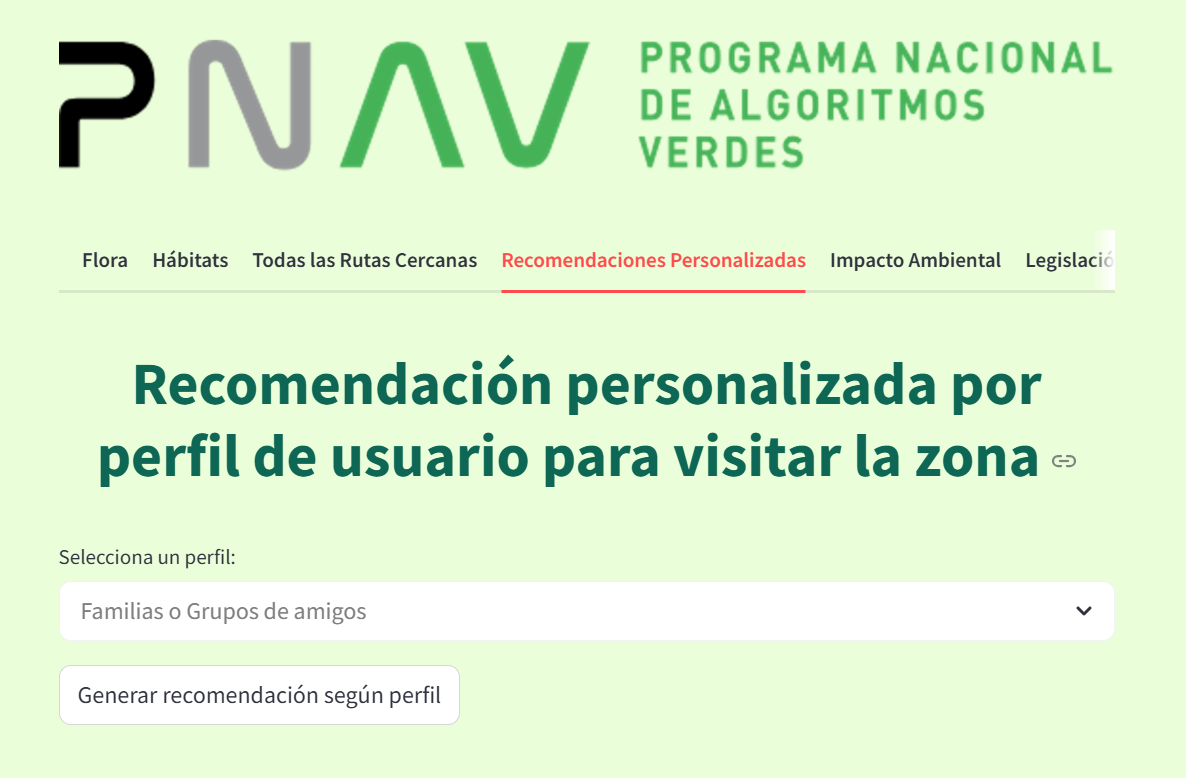 PNAV
PROGRAMA NACIONAL
DE ALGORITMOS
VERDES
Flora Hábitats Todas las Rutas Cercanas Recomendaciones Personalizadas Impacto Ambiental Legislació
Recomendación personalizada por
perfil de usuario para visitar la zona
Selecciona un perfil:
Familias o Grupos de amigos
Generar recomendación según perfil